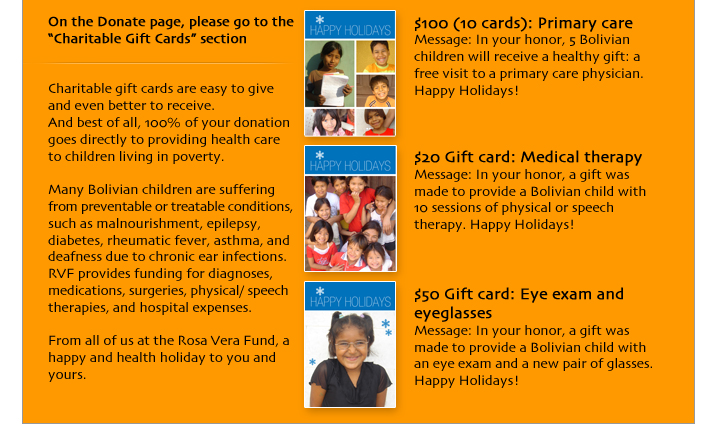 On the Donate page, please go to the
“Charitable Gift Cards” section
Charitable gift cards are easy to give
and even better to receive.
And best of all, 100% of your donation
goes directly to providing health care
to children living in poverty.
Many Bolivian children are suffering
from preventable or treatable conditions,
such as malnourishment, epilepsy,
diabetes, rheumatic fever, asthma, and
deafness due to chronic ear infections.
RVF provides funding for diagnoses,
medications, surgeries, physical/ speech
therapies, and hospital expenses.
From all of us at the Rosa Vera Fund, a
happy and health holiday to you and
yours.
HAPPY HOLIDAYS
$100 (10 cards): Primary care
Message: In your honor, 5 Bolivian
children will receive a healthy gift: a
free visit to a primary care physician.
Happy Holidays!
HAPPY HOLIDAYS
$20 Gift card: Medical therapy
Message: In your honor, a gift was
made to provide a Bolivian child with
10 sessions of physical or speech
therapy. Happy Holidays!
HAPPY HOLIDAYS
$50 Gift card: Eye exam and
eyeglasses
Message: In your honor, a gift was
made to provide a Bolivian child with
an eye exam and a new pair of glasses.
Happy Holidays!